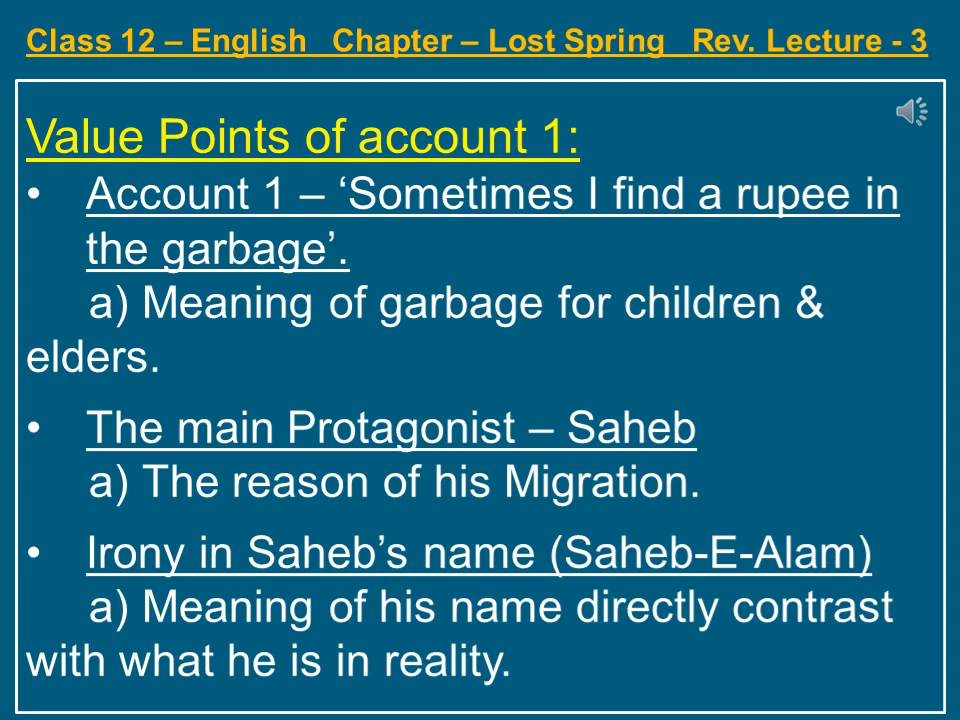 Class 12 – English   Chapter – Lost Spring   Rev. Lecture - 3
Value Points of account 1:
• Account 1 – ‘Sometimes I find a rupee in
the garbage’.
a) Meaning of garbage for children &
elders.
• The main Protagonist – Saheb
a) The reason of his Migration.
• Irony in Saheb’s name (Saheb-E-Alam)
a) Meaning of his name directly contrast
with what he is in reality.